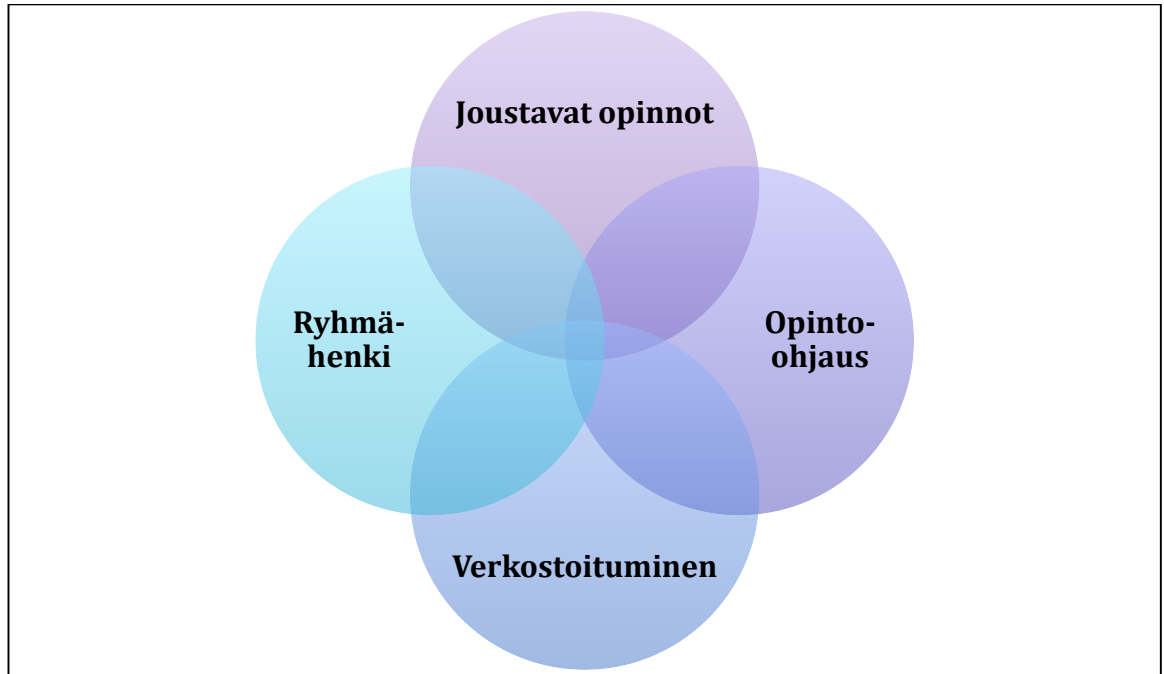 Joustavat opinnot
Ryhmä-
henki
Opinto-
ohjaus
Verkostoituminen